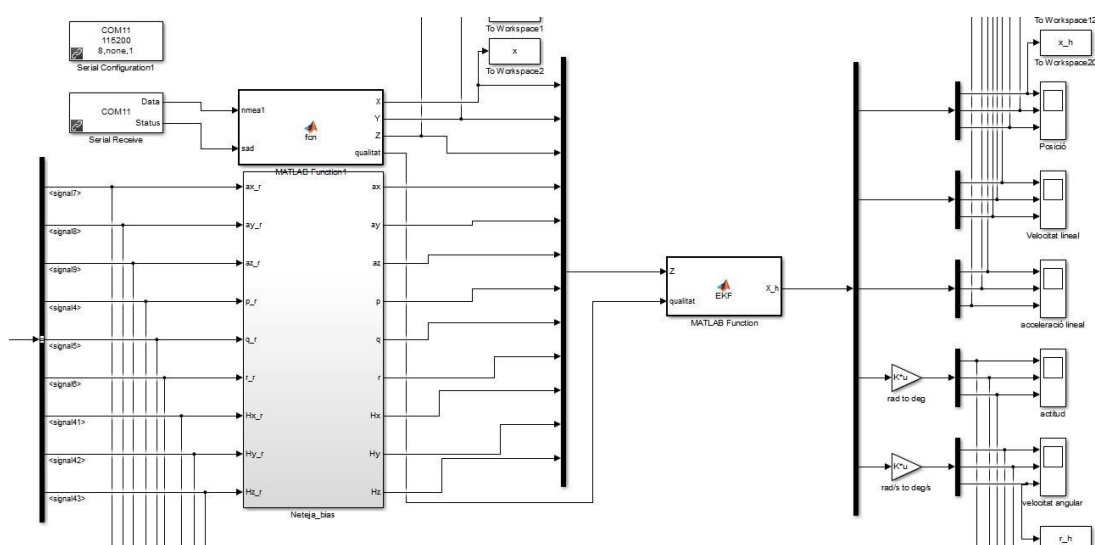 COM11
115200
8,none,1
Serial Configuration1
COM11
Data
Status
Serial Receive
nmea1
sad
fcn
X
Y
Z
qualitat
MATLAB Function1
To Workspace1
x
To Workspace2
<signal7>
<signal8>
<signal9>
<signal4>
<signal5>
<signal6>
<signal41>
<signal42>
<signal43>
ax_r
ay_r
az_r
p_r
q_r
r_r
Hx_r
Hy_r
Hz_r
ax
ay
az
p
q
r
Hx
Hy
Hz
Neteja_bias
Z
qualitat
EKF
X_h
MATLAB Function
To Workspace12
x_h
To Workspace20
Posició
Velocitat lineal
acceleració lineal
K*u
rad to deg
actitud
K*u
rad/s to deg/s
velocitat angular
r_h